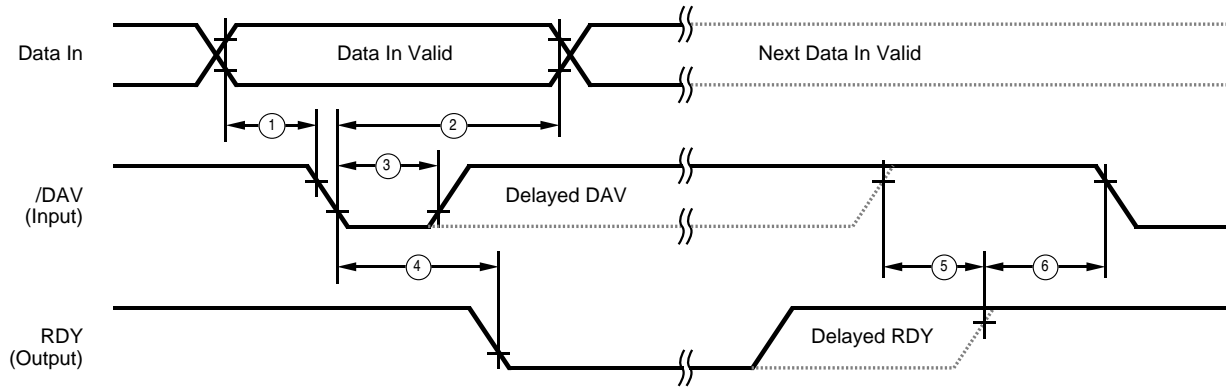 Data In
Data In Valid
Next Data In Valid
1
2
3
/DAV
(Input)
Delayed DAV
4
5
6
RDY
(Output)
Delayed RDY